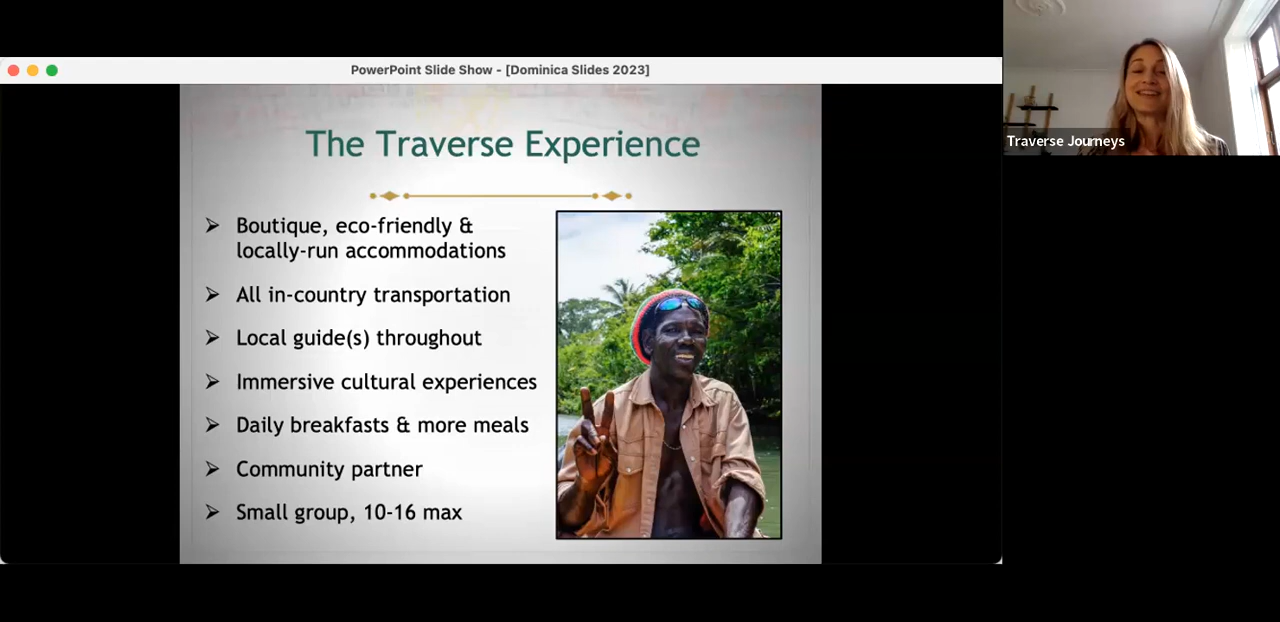 PowerPoint Slide Show - [Dominica Slides 2023]
The Traverse Experience
Boutique, eco-friendly &
locally-run accommodations
All in-country transportation
Local guide(s) throughout
Immersive cultural experiences
Daily breakfasts & more meals
Community partner
Small group, 10-16 max
Traverse Journeys